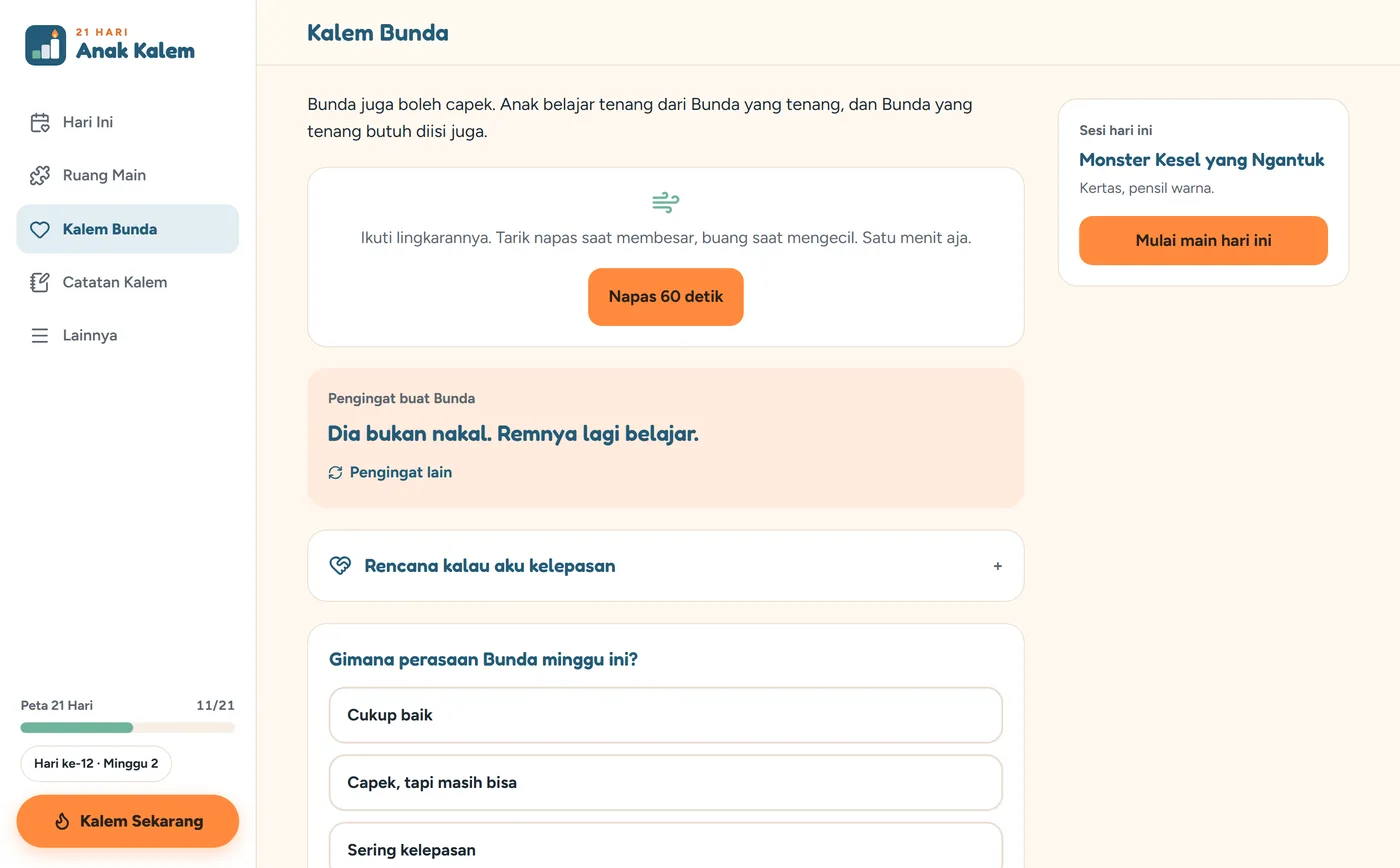 21 HARI
Anak Kalem
Hari Ini
Ruang Main
Kalem Bunda
Catatan Kalem
Lainnya
Peta 21 Hari 11/21
Hari ke-12 · Minggu 2
Kalem Sekarang
Kalem Bunda
Bunda juga boleh capek. Anak belajar tenang dari Bunda yang tenang, dan Bunda yang
tenang butuh diisi juga.
Ikuti lingkarannya. Tarik napas saat membesar, buang saat mengecil. Satu menit aja.
Napas 60 detik
Pengingat buat Bunda
Dia bukan nakal. Remnya lagi belajar.
Pengingat lain
Rencana kalau aku kelepasan +
Gimana perasaan Bunda minggu ini?
Cukup baik
Capek, tapi masih bisa
Sering kelepasan
Sesi hari ini
Monster Kesel yang Ngantuk
Kertas, pensil warna.
Mulai main hari ini